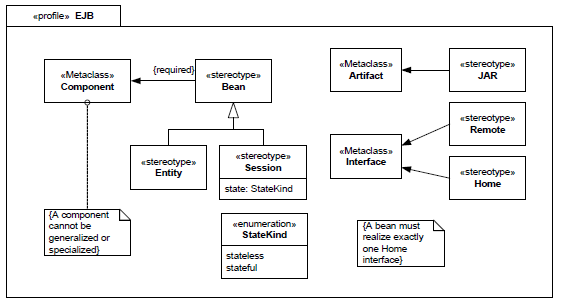 «profile» EJB
«Metaclass»
Component
{required}
«stereotype»
Bean
«Metaclass»
Artifact
«stereotype»
JAR
«stereotype»
Remote
«stereotype»
Entity
«stereotype»
Session
state: StateKind
«Metaclass»
Interface
«stereotype»
Home
{A component
cannot be
generalized or
specialized}
«enumeration»
StateKind
stateless
stateful
{A bean must
realize exactly
one Home
interface}